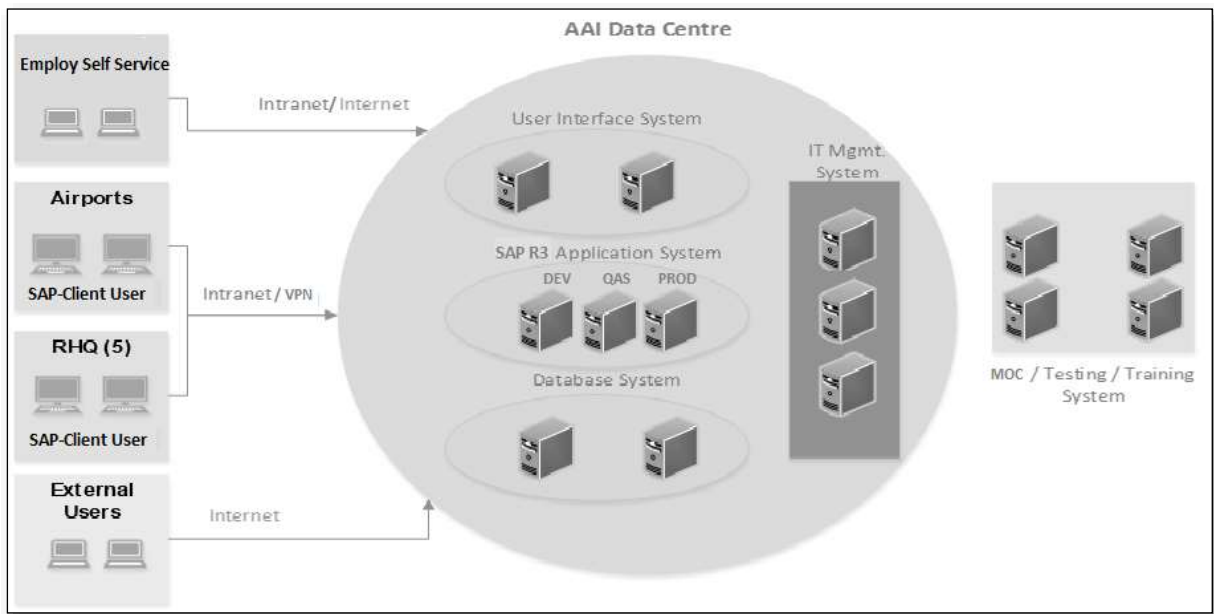 AAI Data Centre
Employ Self Service
Intranet/ Internet
User Interface System
IT Mgmt.
System
Airports
SAP-Client User
Intranet / VPN
SAP R3 Application System
DEV QAS PROD
RHQ (5)
SAP-Client User
Database System
MOC / Testing / Training
System
External
Users
Internet